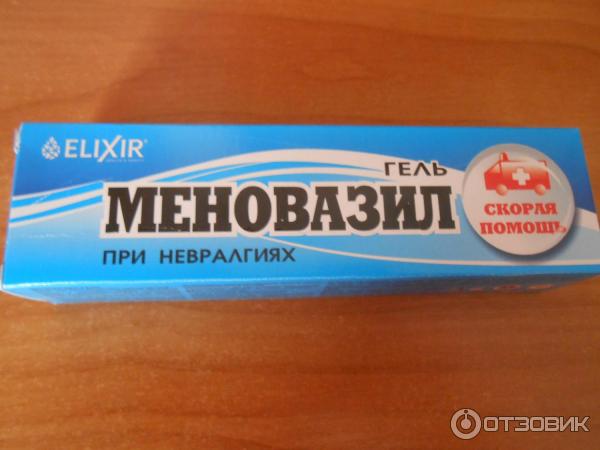 ELIXIR®
ГЕЛЬ
МЕНОВАЗИЛ
ПРИ НЕВРАЛГИЯХ
СКОРАЯ
ПОМОЩЬ
ОТЗОВИК